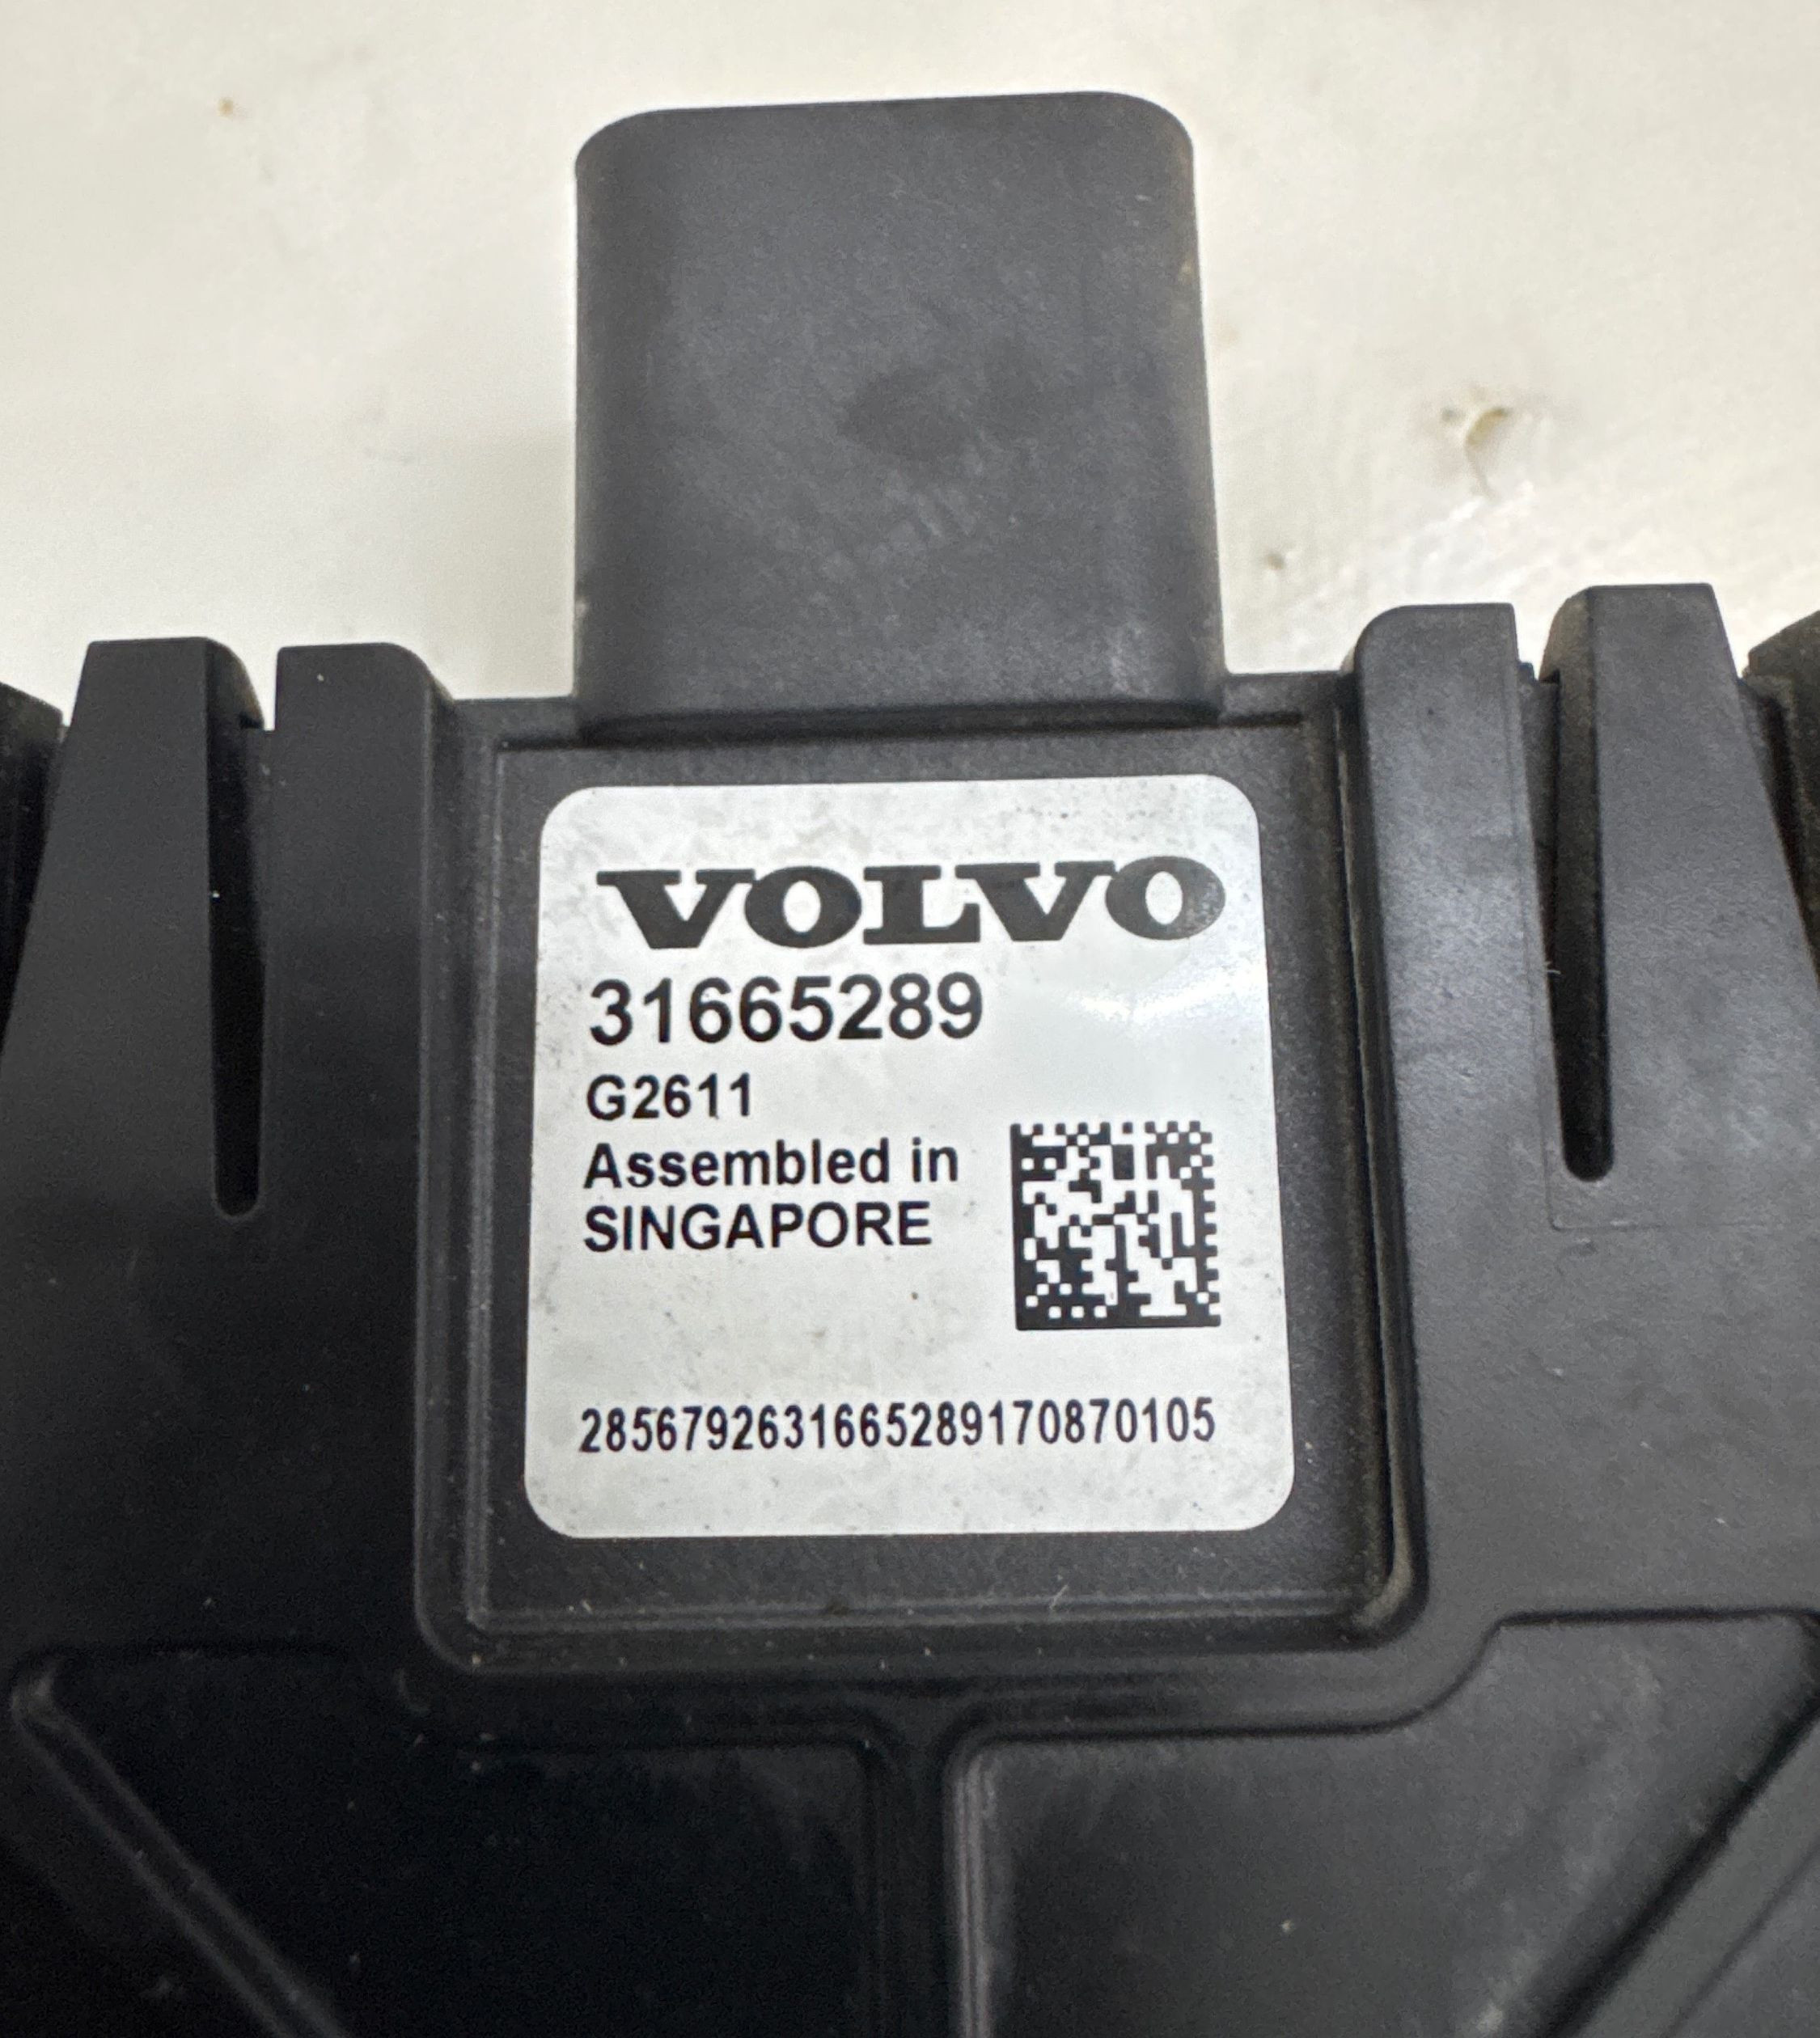 VOLVO
31665289
G2611
Assembled in
SINGAPORE
2856792631665289170870105